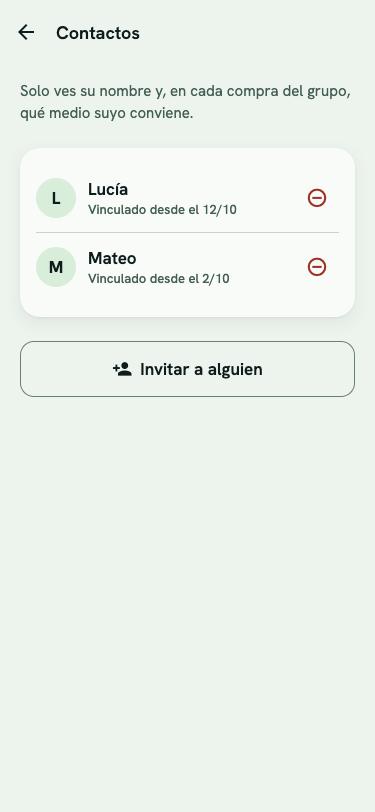 Contactos
Solo ves su nombre y, en cada compra del grupo,
qué medio suyo conviene.
L
Lucía
Vinculado desde el 12/10
M
Mateo
Vinculado desde el 2/10
Invitar a alguien